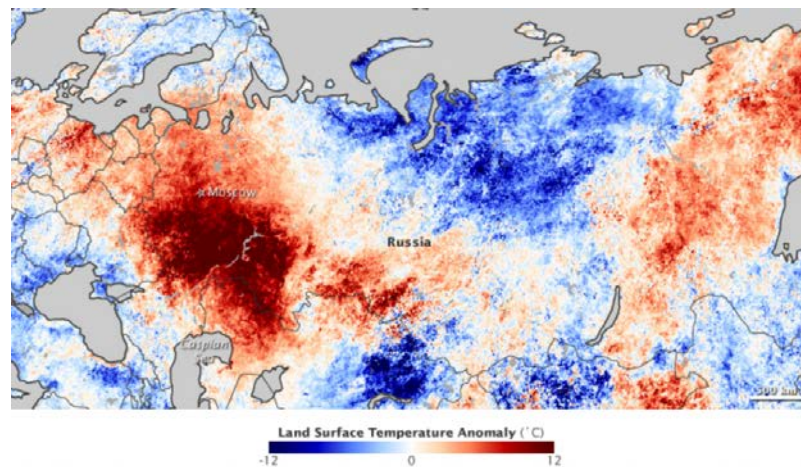 Moscow
Russia
Caspian
Sea
500 km
Land Surface Temperature Anomaly (°C)
-12 0 12